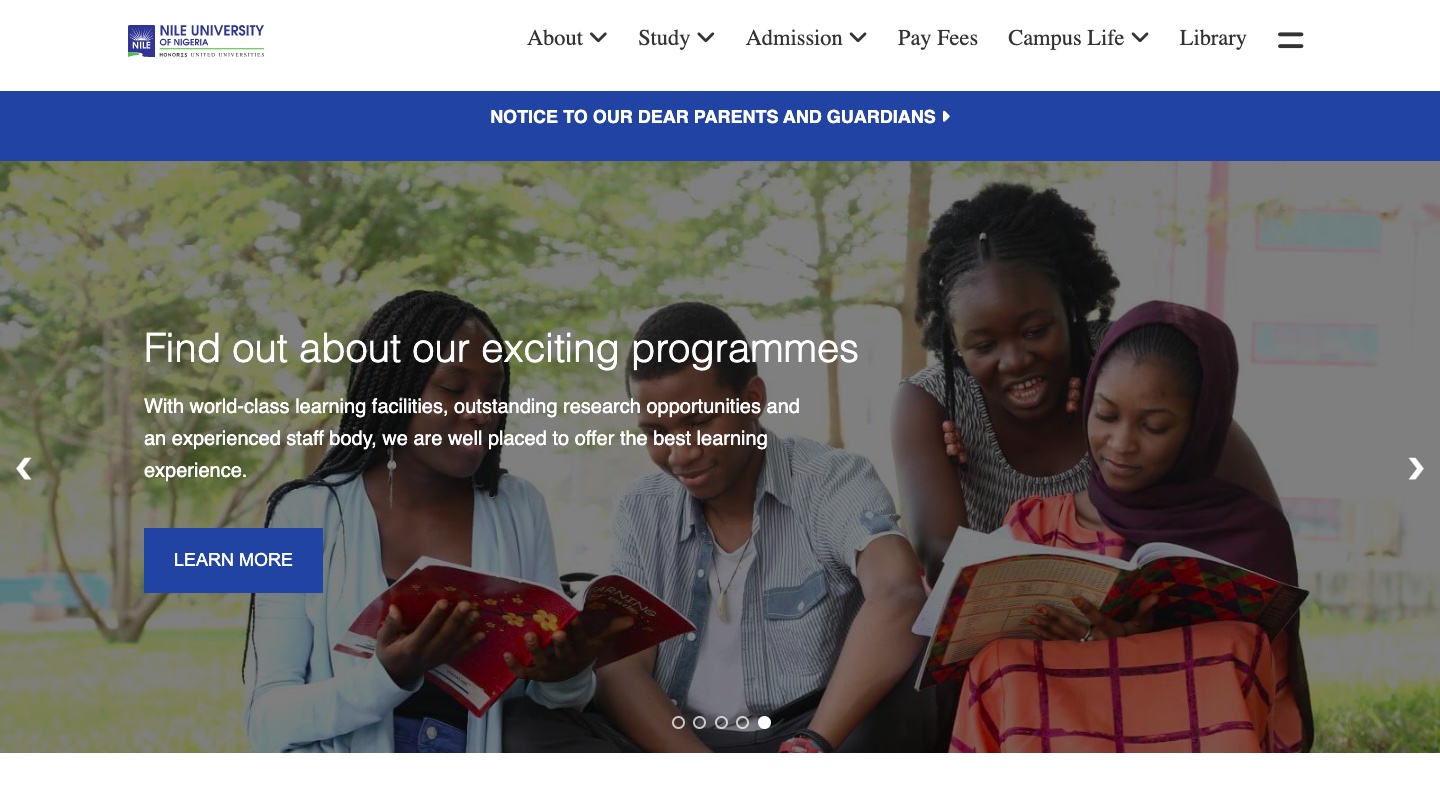 NILE UNIVERSITY
OF NIGERIA
NILE
HONORIS UNITED UNIVERSITIES
About
Study
Admission
Pay Fees
Campus Life
Library
NOTICE TO OUR DEAR PARENTS AND GUARDIANS
Find out about our exciting programmes
With world-class learning facilities, outstanding research opportunities and
an experienced staff body, we are well placed to offer the best learning
experience.
LEARN MORE